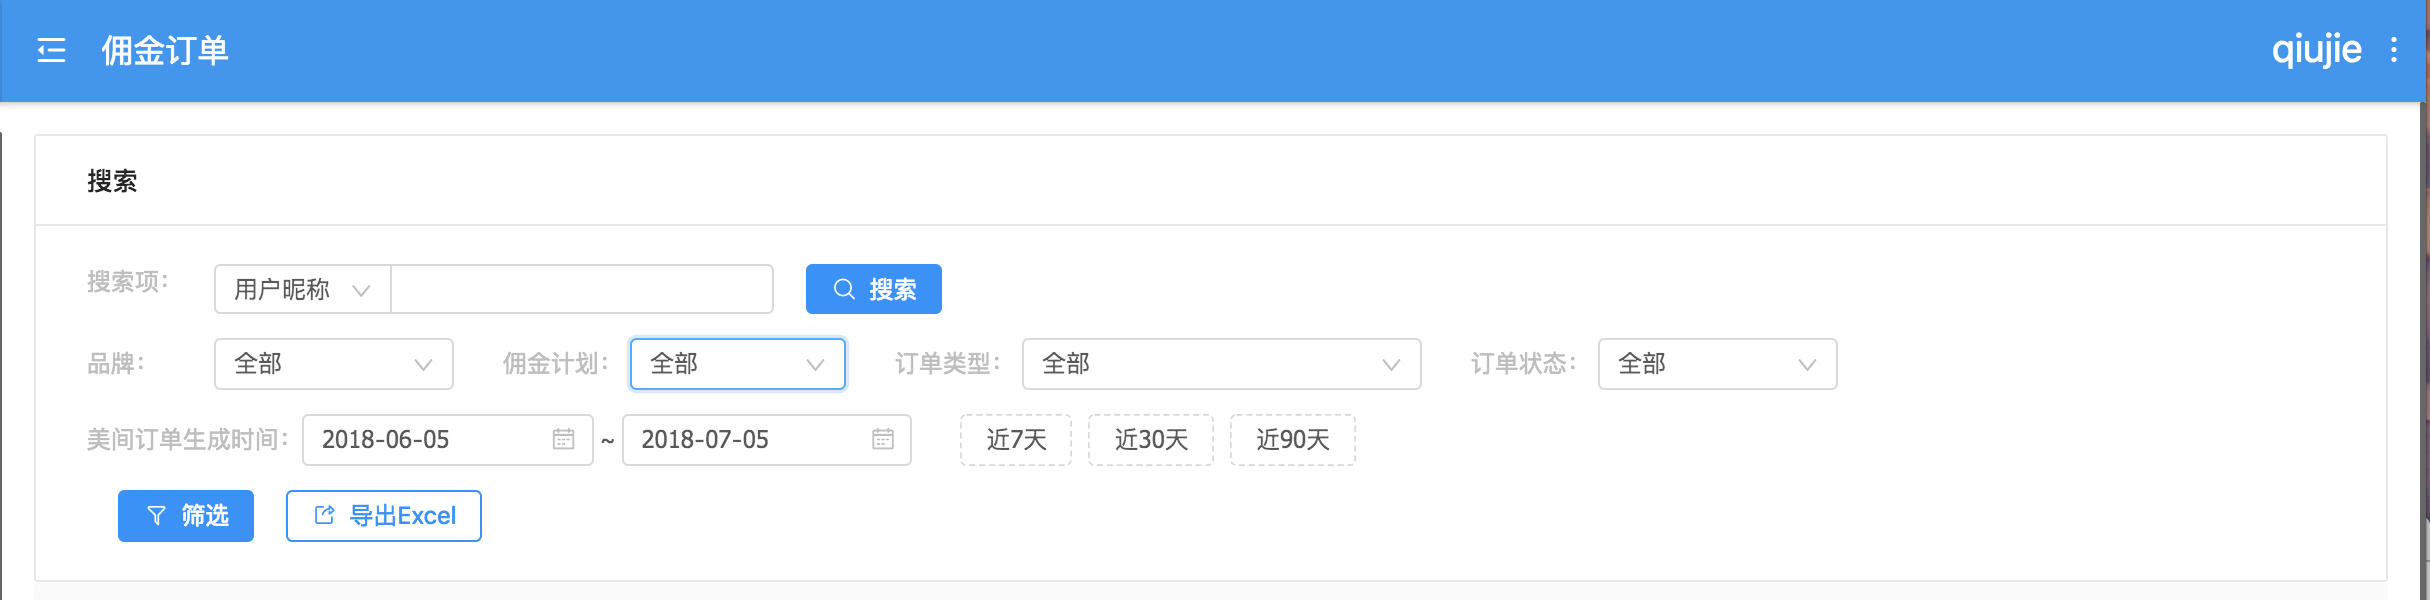 佣金订单 qiujie
搜索
搜索项: 用户昵称 搜索
品牌: 全部 佣金计划: 全部 订单类型: 全部 订单状态: 全部
美间订单生成时间: 2018-06-05 ~ 2018-07-05 近7天 近30天 近90天
筛选 导出Excel